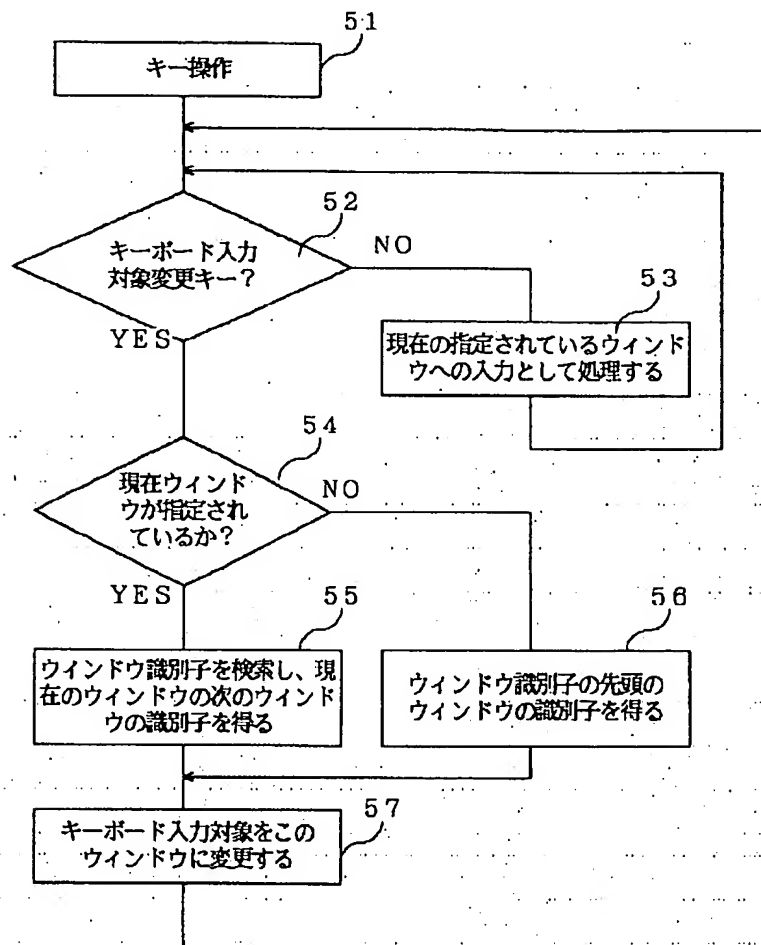 51
キー操作
52
キーボード入力
対象変更キー？
NO
YES
53
現在の指定されているウィンド
ウへの入力として処理する
54
現在ウィンド
ウが指定され
ているか？
NO
YES
55
ウィンドウ識別子を検索し、現
在のウィンドウの次のウィンド
ウの識別子を得る
56
ウィンドウ識別子の先頭の
ウィンドウの識別子を得る
57
キーボード入力対象をこの
ウィンドウに変更する